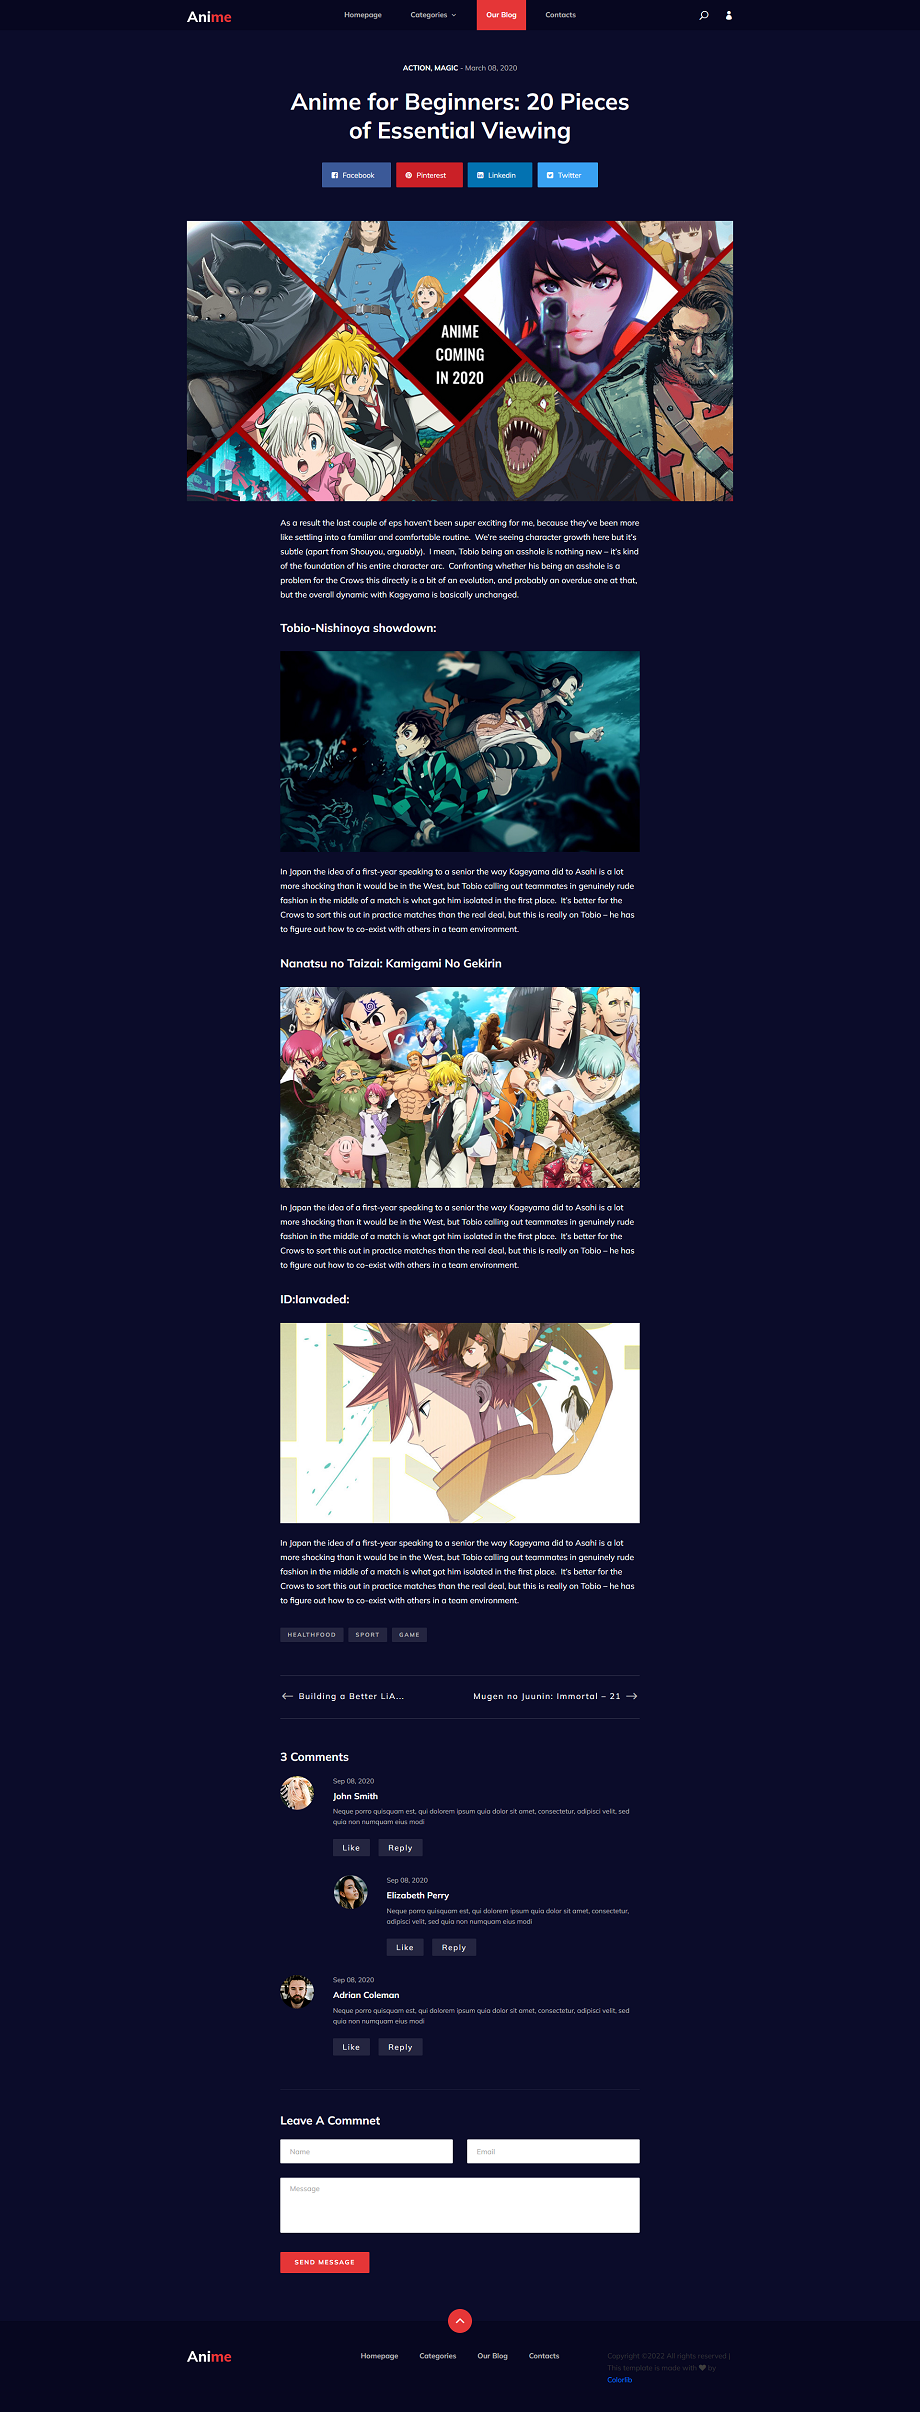 Anime
Homepage
Categories
Our Blog
Contacts
ACTION, MAGIC - March 08, 2020
Anime for Beginners: 20 Pieces
of Essential Viewing
Facebook
Pinterest
Linkedin
Twitter
ANIME
COMING
IN 2020
As a result the last couple of eps haven't been super exciting for me, because they've been more
like settling into a familiar and comfortable routine. We're seeing character growth here but it's
subtle (apart from Shouyou, arguably). I mean, Tobio being an asshole is nothing new – it's kind
of the foundation of his entire character arc. Confronting whether his being an asshole is a
problem for the Crows this directly is a bit of an evolution, and probably an overdue one at that,
but the overall dynamic with Kageyama is basically unchanged.
Tobio-Nishinoya showdown:
In Japan the idea of a first-year speaking to a senior the way Kageyama did to Asahi is a lot
more shocking than it would be in the West, but Tobio calling out teammates in genuinely rude
fashion in the middle of a match is what got him isolated in the first place. It's better for the
Crows to sort this out in practice matches than the real deal, but this is really on Tobio – he has
to figure out how to co-exist with others in a team environment.
Nanatsu no Taizai: Kamigami No Gekirin
In Japan the idea of a first-year speaking to a senior the way Kageyama did to Asahi is a lot
more shocking than it would be in the West, but Tobio calling out teammates in genuinely rude
fashion in the middle of a match is what got him isolated in the first place. It's better for the
Crows to sort this out in practice matches than the real deal, but this is really on Tobio – he has
to figure out how to co-exist with others in a team environment.
ID:Ianvaded:
In Japan the idea of a first-year speaking to a senior the way Kageyama did to Asahi is a lot
more shocking than it would be in the West, but Tobio calling out teammates in genuinely rude
fashion in the middle of a match is what got him isolated in the first place. It's better for the
Crows to sort this out in practice matches than the real deal, but this is really on Tobio – he has
to figure out how to co-exist with others in a team environment.
HEALTHFOOD
SPORT
GAME
Building a Better LiA...
Mugen no Juunin: Immortal – 21
3 Comments
Sep 08, 2020
John Smith
Neque porro quisquam est, qui dolorem ipsum quia dolor sit amet, consectetur, adipisci velit, sed
quia non numquam eius modi
Like
Reply
Sep 08, 2020
Elizabeth Perry
Neque porro quisquam est, qui dolorem ipsum quia dolor sit amet, consectetur,
adipisci velit, sed quia non numquam eius modi
Like
Reply
Sep 08, 2020
Adrian Coleman
Neque porro quisquam est, qui dolorem ipsum quia dolor sit amet, consectetur, adipisci velit, sed
quia non numquam eius modi
Like
Reply
Leave A Commnet
Name
Email
Message
SEND MESSAGE
Anime
Homepage
Categories
Our Blog
Contacts
Copyright ©2022 All rights reserved |
This template is made with ♥ by
Colorlib